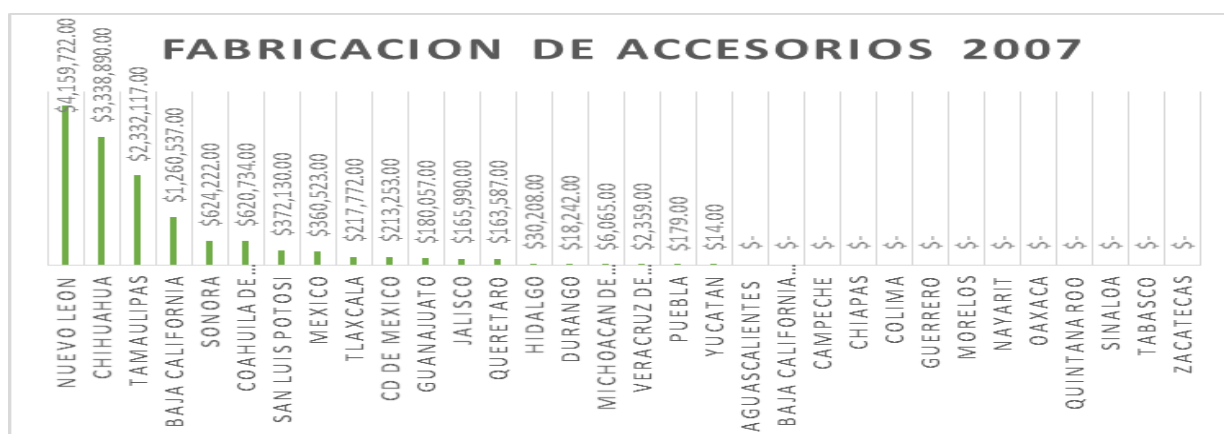 FABRICACION DE ACCESORIOS 2007
$4,159,722.00
$3,338,890.00
$2,332,117.00
$1,260,537.00
$624,222.00
$620,734.00
$372,130.00
$360,523.00
$217,772.00
$213,253.00
$180,057.00
$165,990.00
$163,587.00
$30,208.00
$18,242.00
$6,065.00
$2,359.00
$179.00
$14.00
$-
$-
$-
$-
$-
$-
$-
$-
$-
$-
$-
$-
$-
NUEVO LEON
CHIHUAHUA
TAMAULIPAS
BAJA CALIFORNIA
SONORA
COAHUILA DE...
SAN LUIS POTOSI
MEXICO
TLAXCALA
CD DE MEXICO
GUANAJUATO
JALISCO
QUERETARO
HIDALGO
DURANGO
MICHOACAN DE...
VERACRUZ DE...
PUEBLA
YUCATAN
AGUASCALIENTES
BAJA CALIFORNIA...
CAMPECHE
CHIAPAS
COLIMA
GUERRERO
MORELOS
NAYARIT
OAXACA
QUINTANA ROO
SINALOA
TABASCO
ZACATECAS